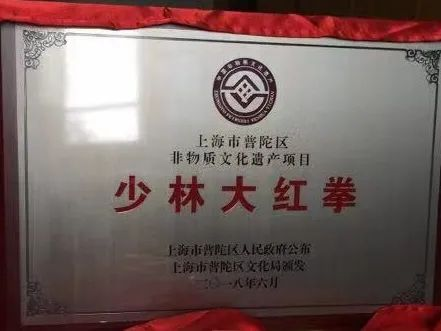 上海市普陀区
非物质文化遗产项目
少林大红拳
上海市普陀区人民政府公布
上海市普陀区文化局颁发
二〇一八年六月